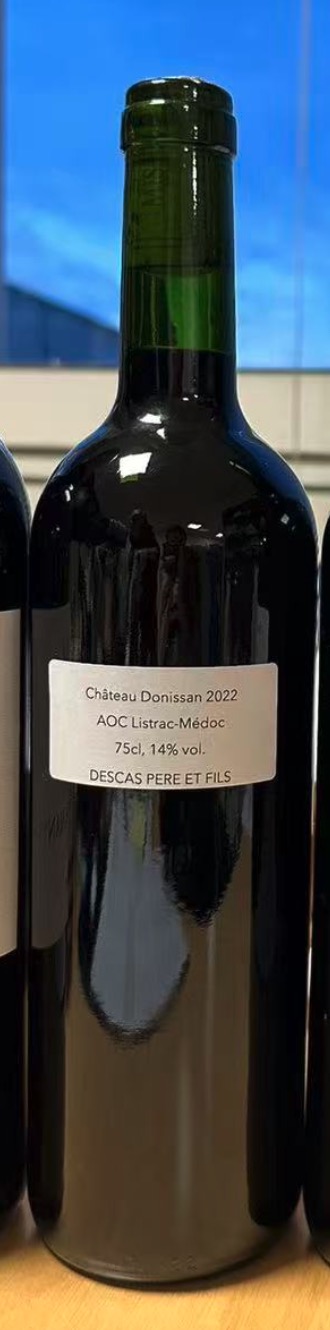 Château Donissan 2022
AOC Listrac-Médoc
75cl, 14% vol.
DESCAS PERE ET FILS